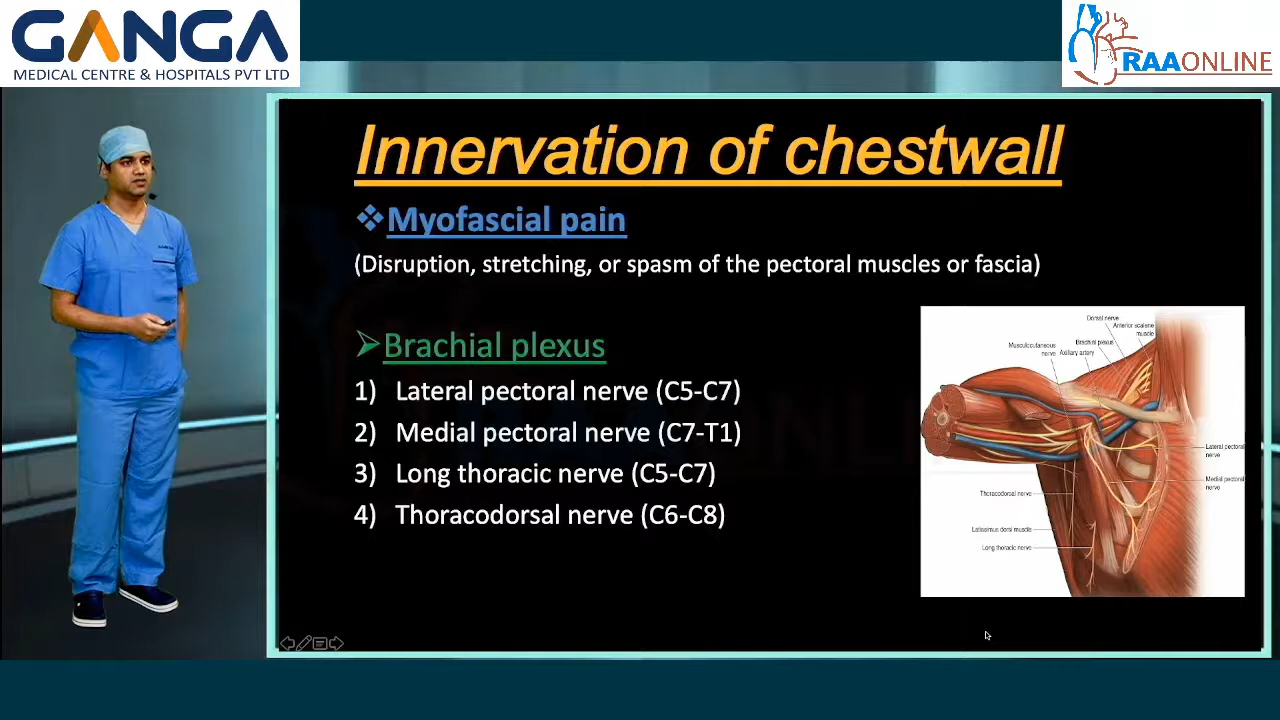 GANGA
MEDICAL CENTRE & HOSPITALS PVT LTD
RAAONLINE
Innervation of chestwall
❖Myofascial pain
(Disruption, stretching, or spasm of the pectoral muscles or fascia)
➢Brachial plexus
1) Lateral pectoral nerve (C5-C7)
2) Medial pectoral nerve (C7-T1)
3) Long thoracic nerve (C5-C7)
4) Thoracodorsal nerve (C6-C8)
Dorsal nerve
Anterior scalene
muscle
Brachial plexus
Musculocutaneous
nerve
Axillary artery
Lateral pectoral
nerve
Medial pectoral
nerve
Thoracodorsal nerve
Latissimus dorsi muscle
Long thoracic nerve